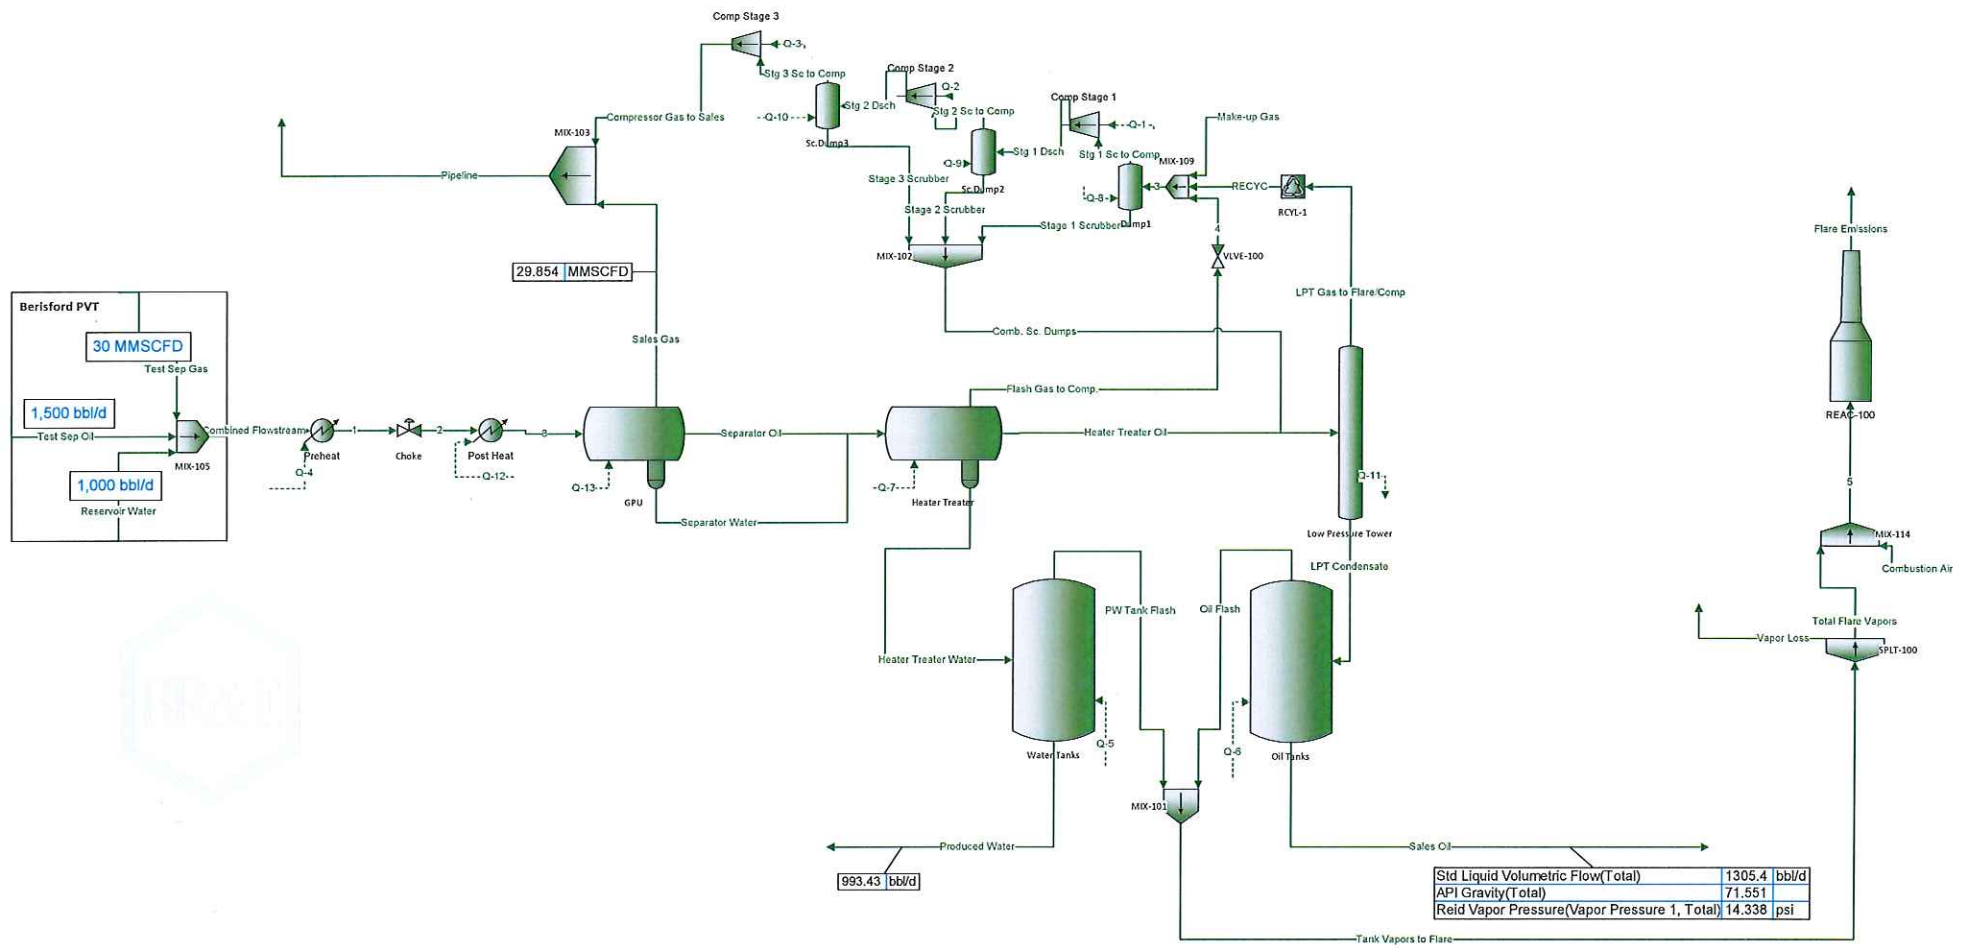 Comp Stage 3
Q-3
Stg 3 Sc to Comp
Comp Stage 2
Q-2
Stg 2 Dsch
Stg 2 Sc to Comp
Comp Stage 1
Q-10
Sc.Dump3
Compressor Gas to Sales
MIX-103
Q-1
Make-up Gas
Q-9
Stg 1 Dsch
Stg 1 Sc to Comp
MIX-109
Sc.Dump2
Pipeline
Stage 3 Scrubber
3
RECYC
RCYL-1
Q-8
Dump1
Stage 2 Scrubber
Stage 1 Scrubber
4
MIX-102
VLVE-100
Flare Emissions
29.854 MMSCFD
LPT Gas to Flare/Comp
Berisford PVT
30 MMSCFD
Test Sep Gas
Sales Gas
Comb. Sc. Dumps
Flash Gas to Comp.
1,500 bbl/d
Test Sep Oil
Combined Flowstream
1
2
8
Separator Oil
Heater Treater Oil
REAC-100
MIX-105
Preheat
Choke
Post Heat
Q-4
Q-12
Q-13
GPU
Q-7
Heater Treater
Q-11
5
1,000 bbl/d
Reservoir Water
Separator Water
Low Pressure Tower
MIX-114
LPT Condensate
Combustion Air
PW Tank Flash
Oil Flash
Total Flare Vapors
Vapor Loss
SPLT-100
Heater Treater Water
BR&E
Q-5
Q-6
Water Tanks
Oil Tanks
MIX-101
Produced Water
Sales Oil
993.43 bbl/d
Std Liquid Volumetric Flow(Total) 1305.4 bbl/d
API Gravity(Total) 71.551
Reid Vapor Pressure(Vapor Pressure 1, Total) 14.338 psi
Tank Vapors to Flare